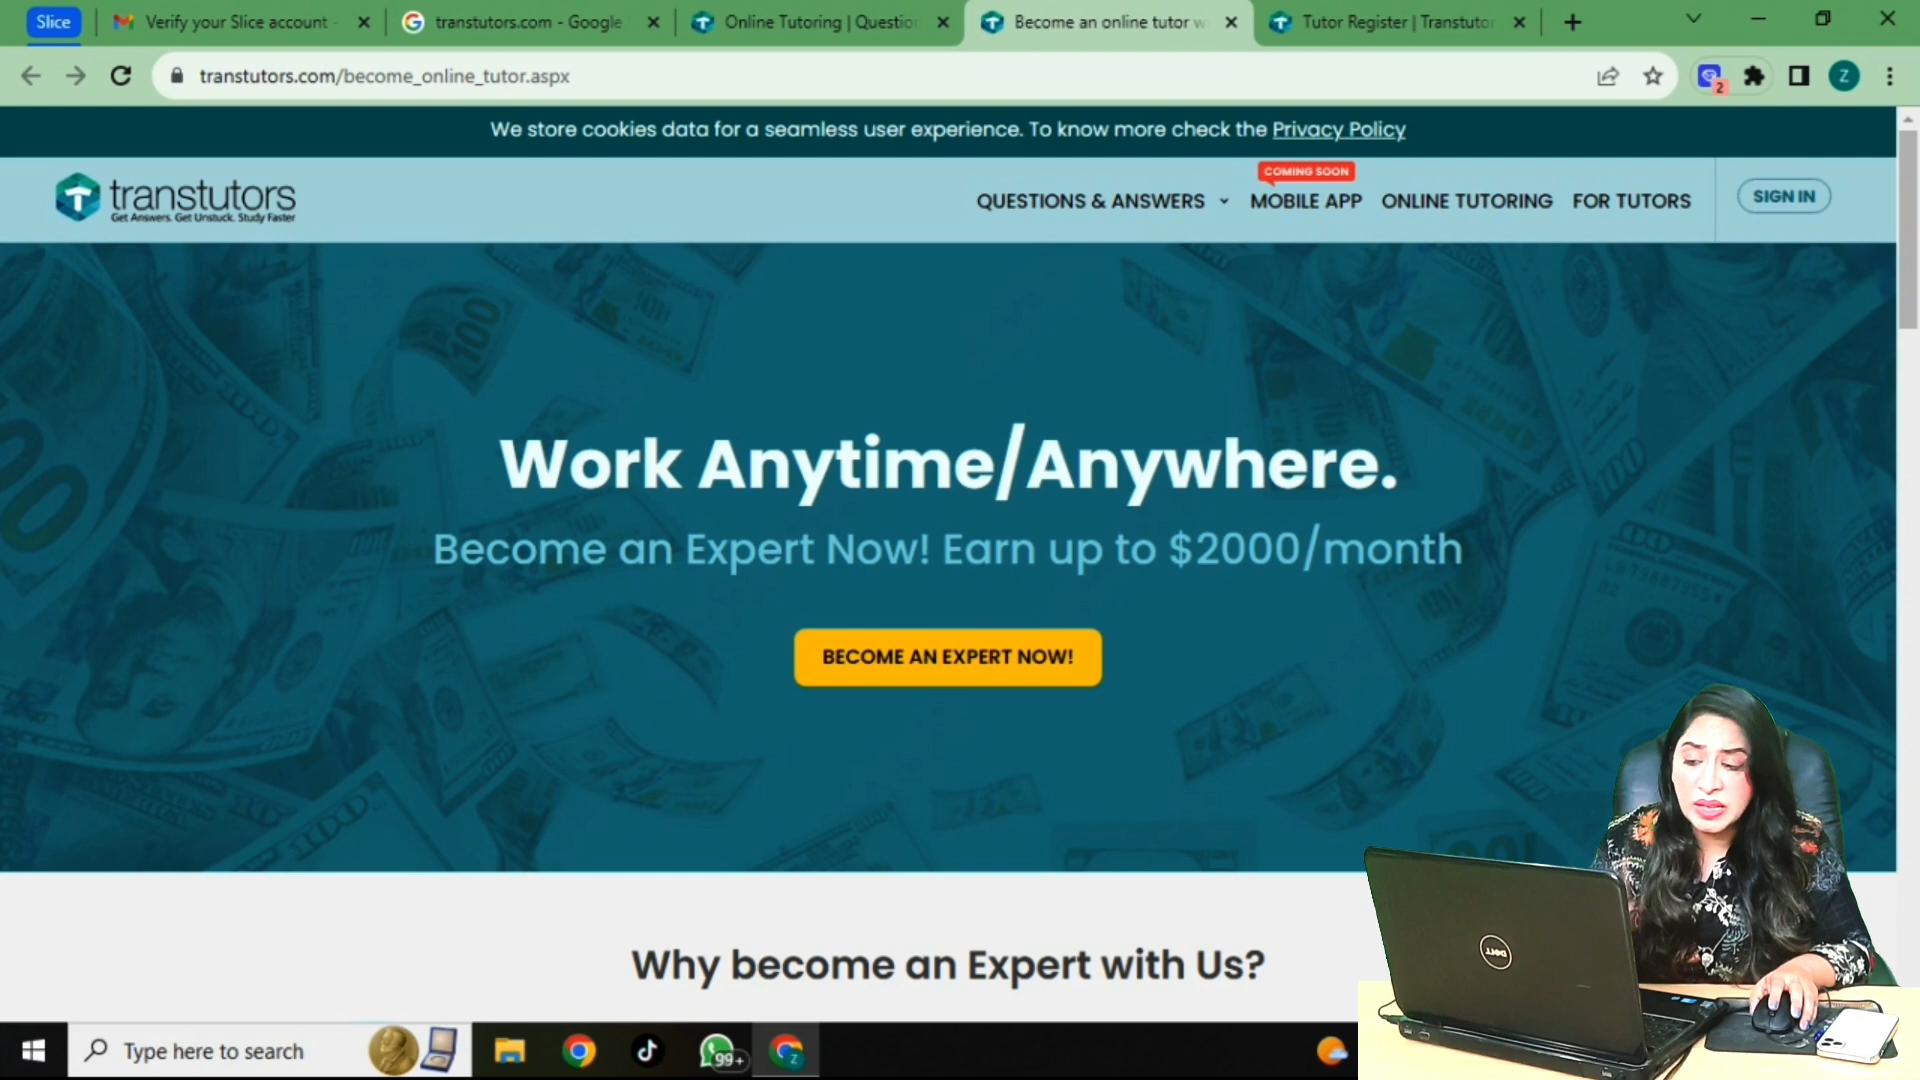 Slice
Verify your Slice account -
transtutors.com - Google
Online Tutoring | Question
Become an online tutor w
Tutor Register | Transtutor
transtutors.com/become_online_tutor.aspx
2
Z
We store cookies data for a seamless user experience. To know more check the Privacy Policy
transtutors
Get Answers. Get Unstuck. Study Faster
QUESTIONS & ANSWERS
COMING SOON
MOBILE APP
ONLINE TUTORING
FOR TUTORS
SIGN IN
Work Anytime/Anywhere.
Become an Expert Now! Earn up to $2000/month
BECOME AN EXPERT NOW!
Why become an Expert with Us?
DELL
Type here to search
99+